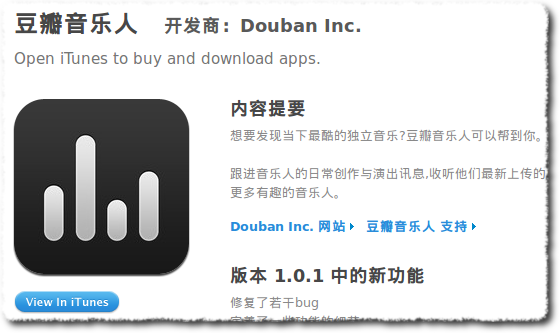 豆瓣音乐人 开发商: Douban Inc.
Open iTunes to buy and download apps.
内容提要
想要发现当下最酷的独立音乐?豆瓣音乐人可以帮到你。
跟进音乐人的日常创作与演出讯息,收听他们最新上传的
更多有趣的音乐人。
Douban Inc. 网站 豆瓣音乐人 支持
版本 1.0.1 中的新功能
修复了若干bug
View In iTunes